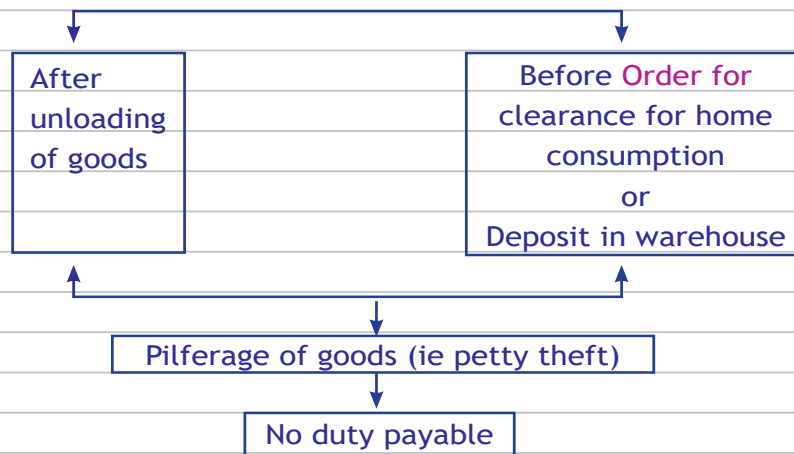 After
unloading
of goods
Before Order for
clearance for home
consumption
or
Deposit in warehouse
Pilferage of goods (ie petty theft)
No duty payable